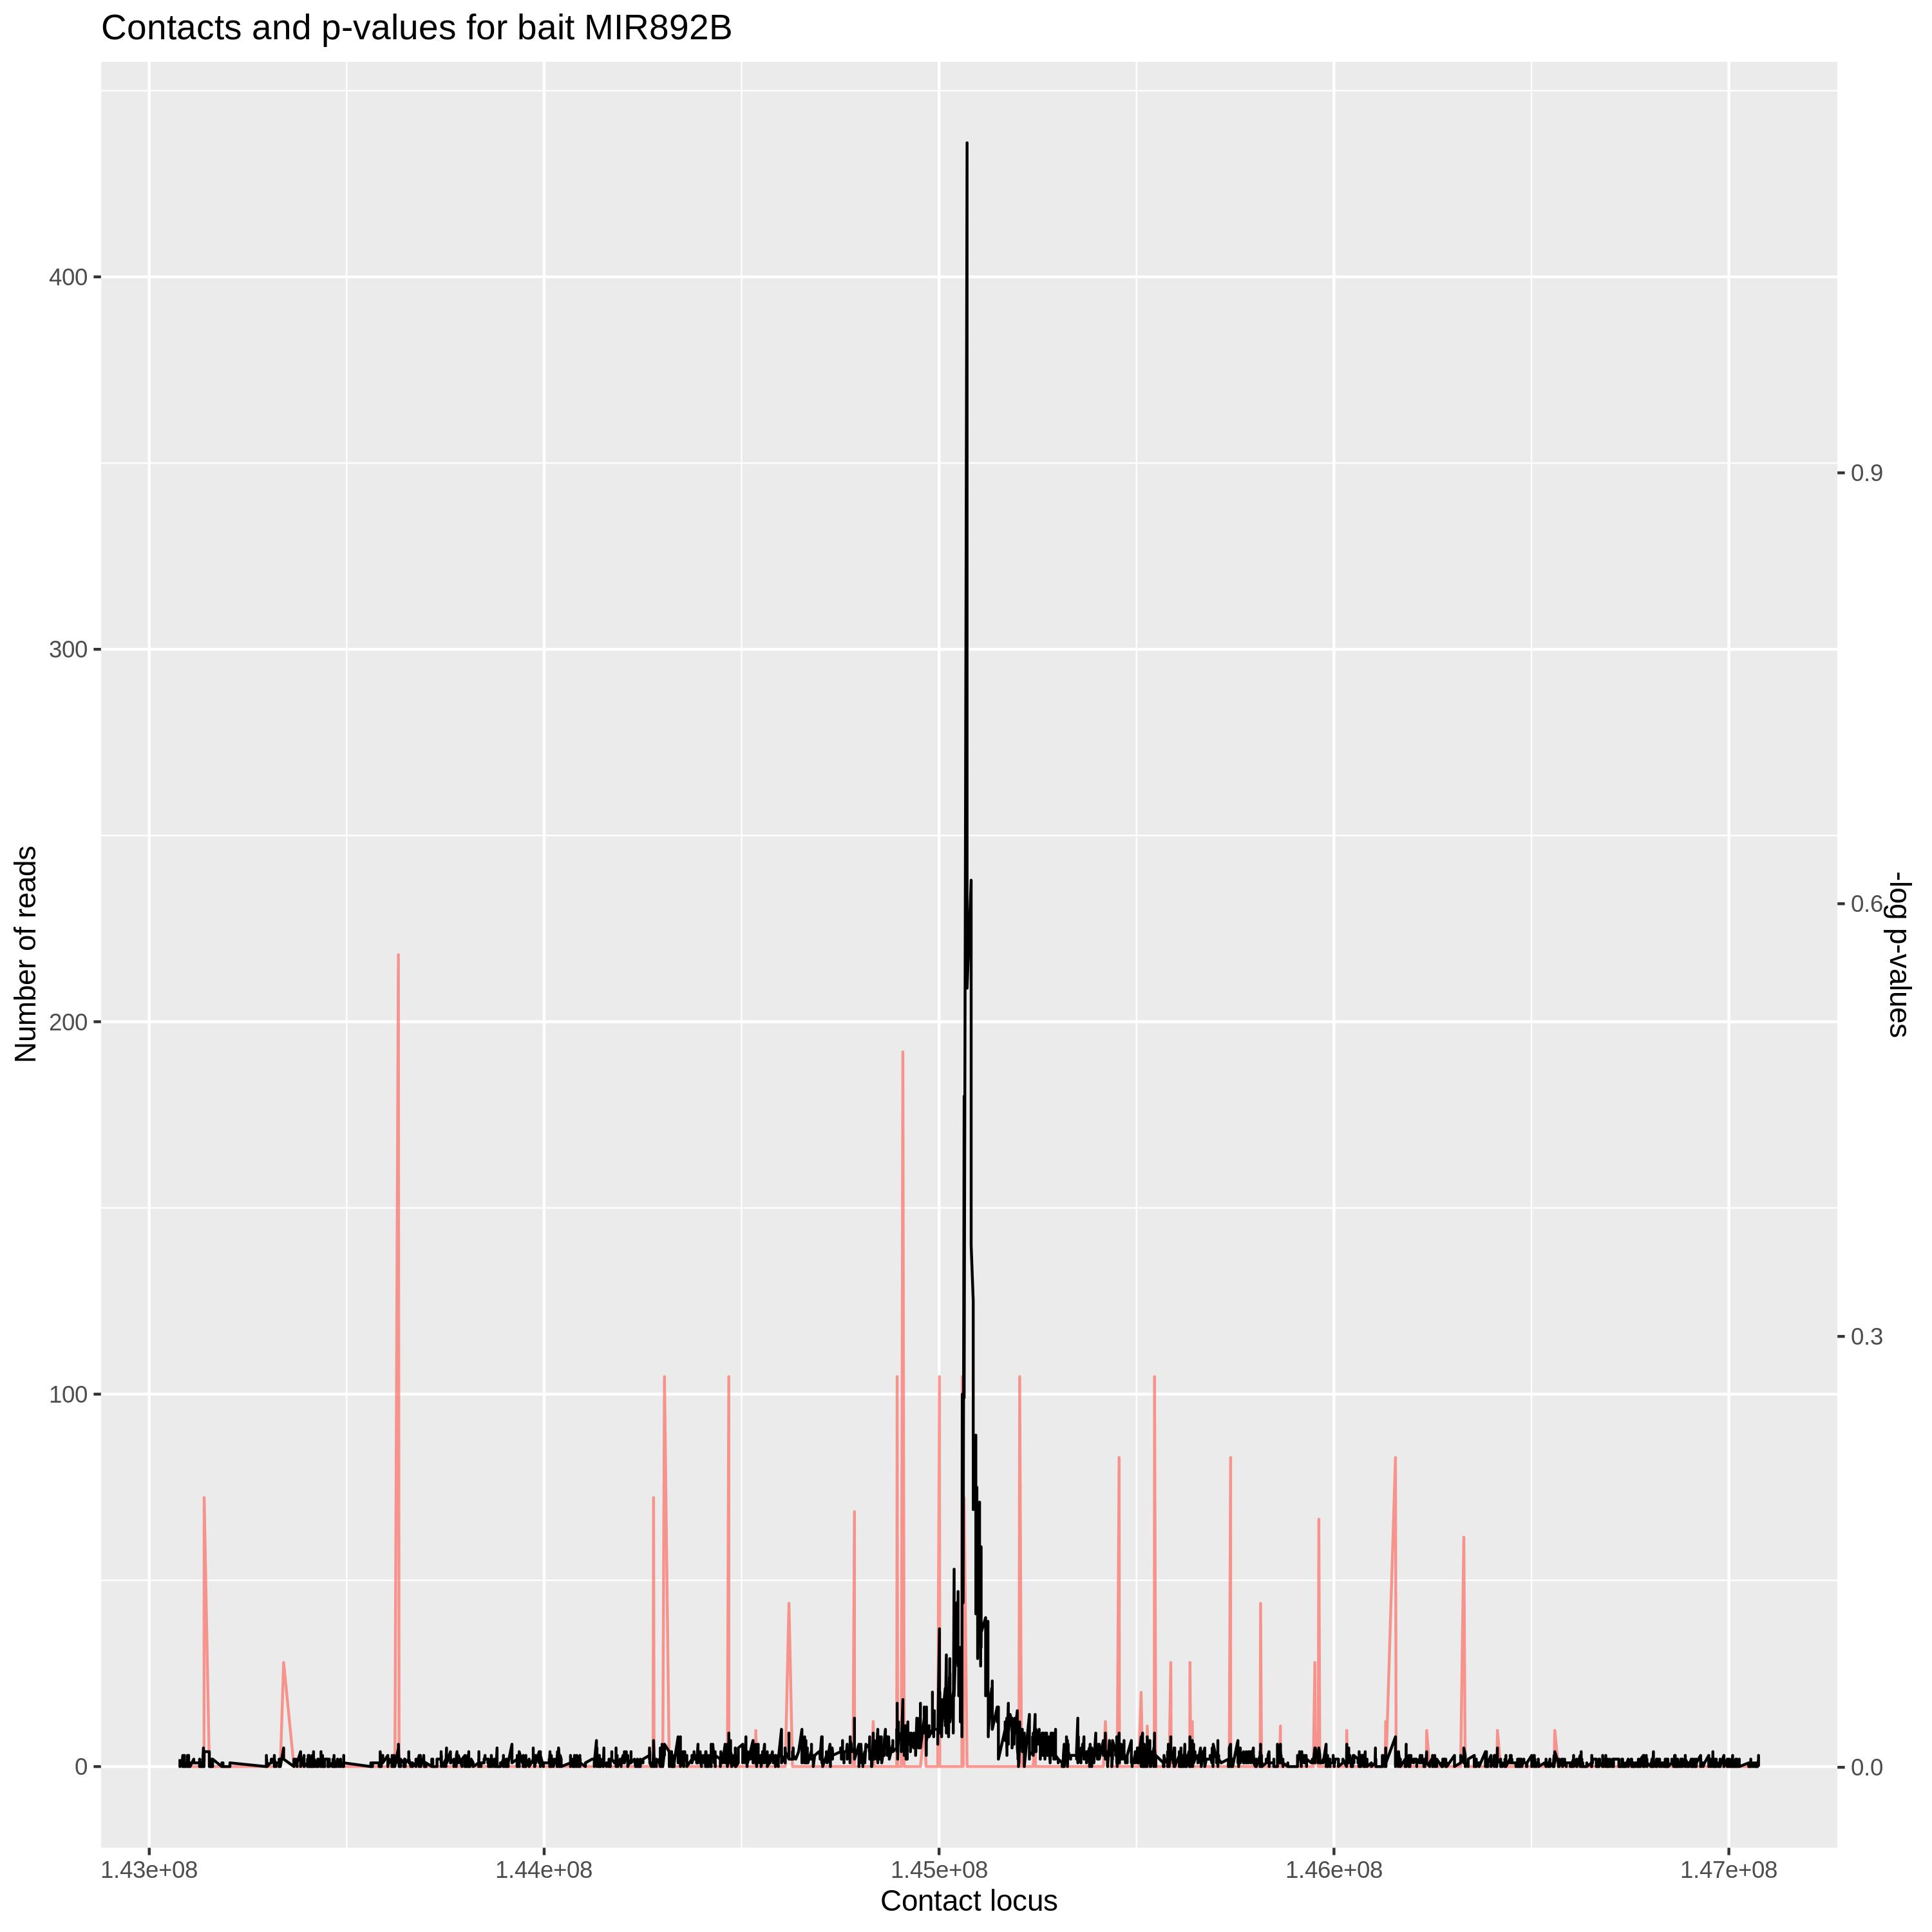 Contacts and p-values for bait MIR892B
Number of reads
400
300
200
100
0
0.9
0.6
0.3
0.0
-log p-values
1.43e+08
1.44e+08
1.45e+08
1.46e+08
1.47e+08
Contact locus